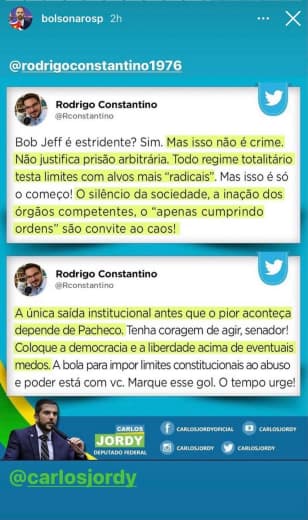 bolsonarosp 2h
@rodrigoconstantino1976
Rodrigo Constantino
@Rconstantino
Bob Jeff é estridente? Sim. Mas isso não é crime.
Não justifica prisão arbitrária. Todo regime totalitário
testa limites com alvos mais "radicais". Mas isso é só
o começo! O silêncio da sociedade, a inação dos
órgãos competentes, o "apenas cumprindo
ordens" são convite ao caos!
Rodrigo Constantino
@Rconstantino
A única saída institucional antes que o pior aconteça
depende de Pacheco. Tenha coragem de agir, senador!
Coloque a democracia e a liberdade acima de eventuais
medos. A bola para impor limites constitucionais ao abuso
e poder está com vc. Marque esse gol. O tempo urge!
CARLOS
JORDY
DEPUTADO FEDERAL
CARLOSJORDYOFICIAL
CARLOSJORDY
CARLOSJORDY
CARLOSJORDY
@carlosjordy